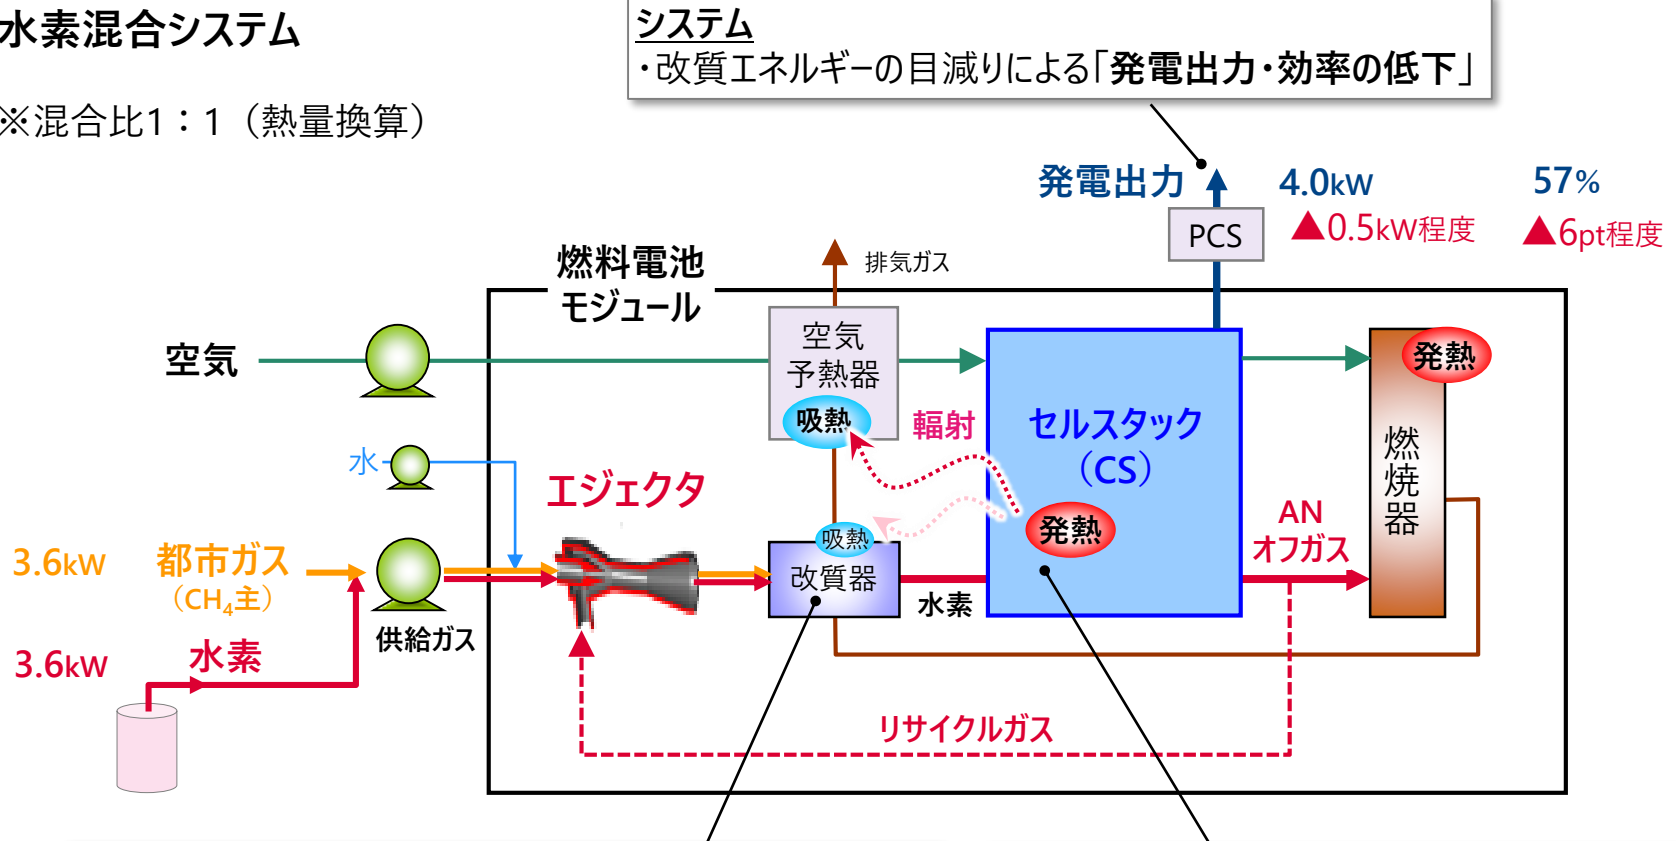 水素混合システム
※混合比1：1（熱量換算）
システム
・改質エネルギーの目減りによる「発電出力・効率の低下」
発電出力
4.0kW
57%
▲0.5kW程度
▲6pt程度
PCS
燃料電池
モジュール
排気ガス
空気
空気
予熱器
吸熱
輻射
セルスタック
（CS）
発熱
発熱
燃
焼
器
水
エジェクタ
吸熱
改質器
水素
AN
オフガス
3.6kW
都市ガス
（CH₄主）
供給ガス
3.6kW
水素
リサイクルガス